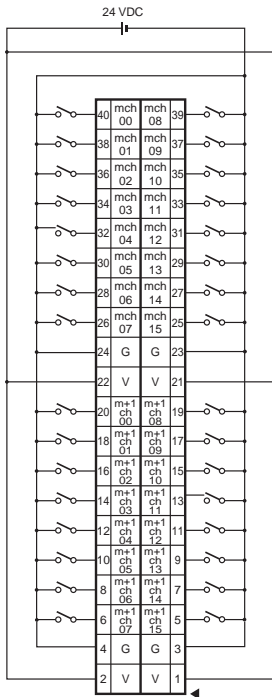 24 VDC
40 mch 00 mch 08 39
38 mch 01 mch 09 37
36 mch 02 mch 10 35
34 mch 03 mch 11 33
32 mch 04 mch 12 31
30 mch 05 mch 13 29
28 mch 06 mch 14 27
26 mch 07 mch 15 25
24 G G 23
22 V V 21
20 m+1 ch 00 m+1 ch 08 19
18 m+1 ch 01 m+1 ch 09 17
16 m+1 ch 02 m+1 ch 10 15
14 m+1 ch 03 m+1 ch 11 13
12 m+1 ch 04 m+1 ch 12 11
10 m+1 ch 05 m+1 ch 13 9
8 m+1 ch 06 m+1 ch 14 7
6 m+1 ch 07 m+1 ch 15 5
4 G G 3
2 V V 1